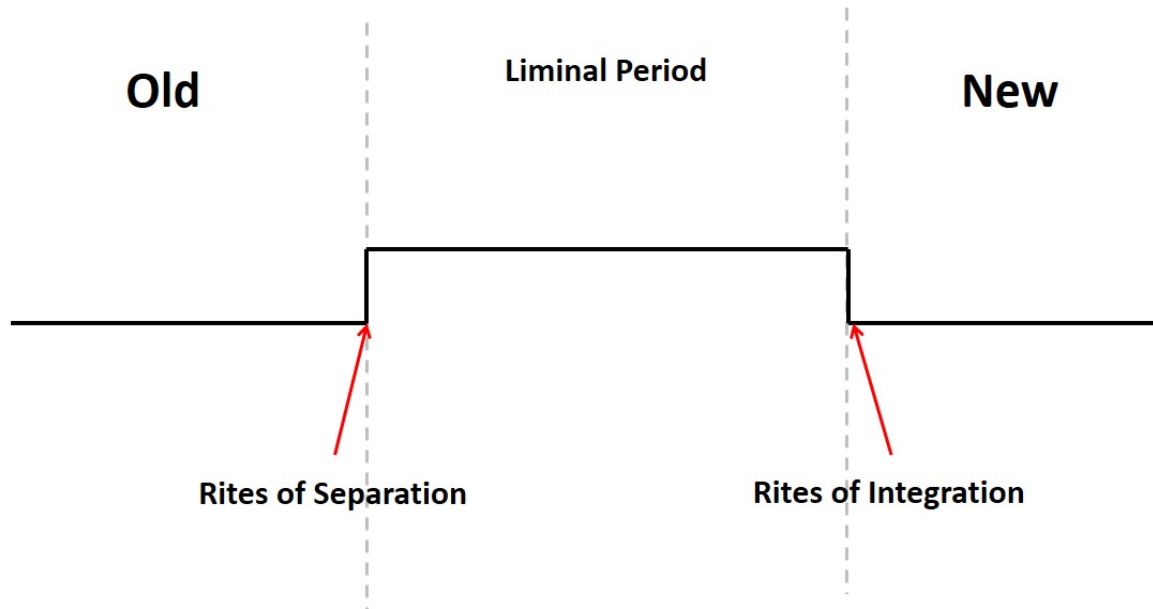 Old
Liminal Period
New
Rites of Separation
Rites of Integration